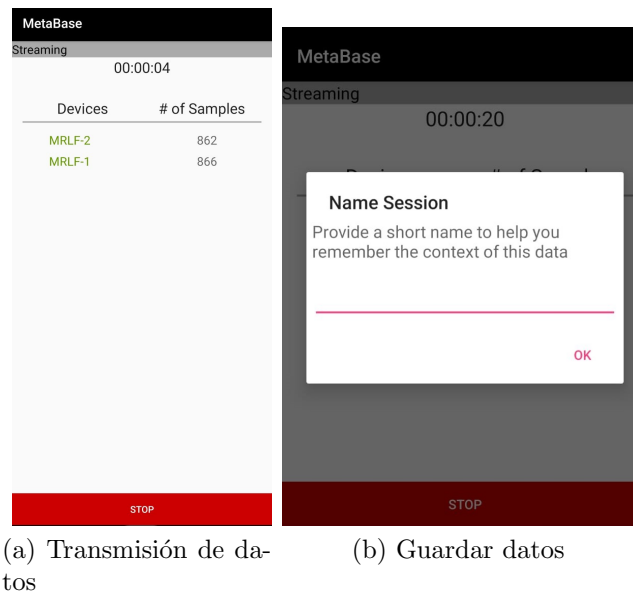 MetaBase
Streaming
00:00:04
Devices # of Samples
MRLF-2 862
MRLF-1 866
STOP
(a) Transmisión de da-
tos
MetaBase
Streaming
00:00:20
Name Session
Provide a short name to help you
remember the context of this data
OK
STOP
(b) Guardar datos